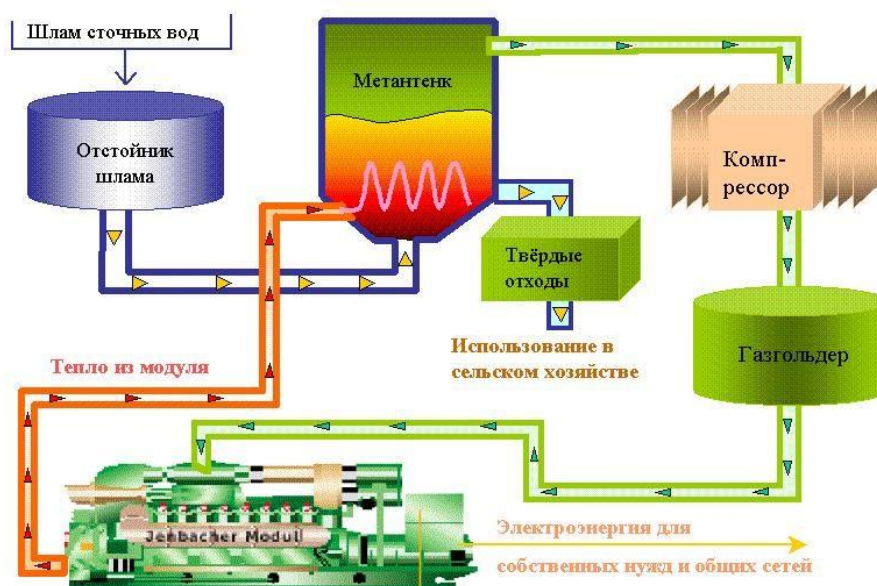 Шлам сточных вод
Отстойник
шлама
Метантенк
Комп-
рессор
Твёрдые
отходы
Использование в
сельском хозяйстве
Газгольдер
Тепло из модуля
Jenbacher Modul
Электроэнергия для
собственных нужд и общих сетей